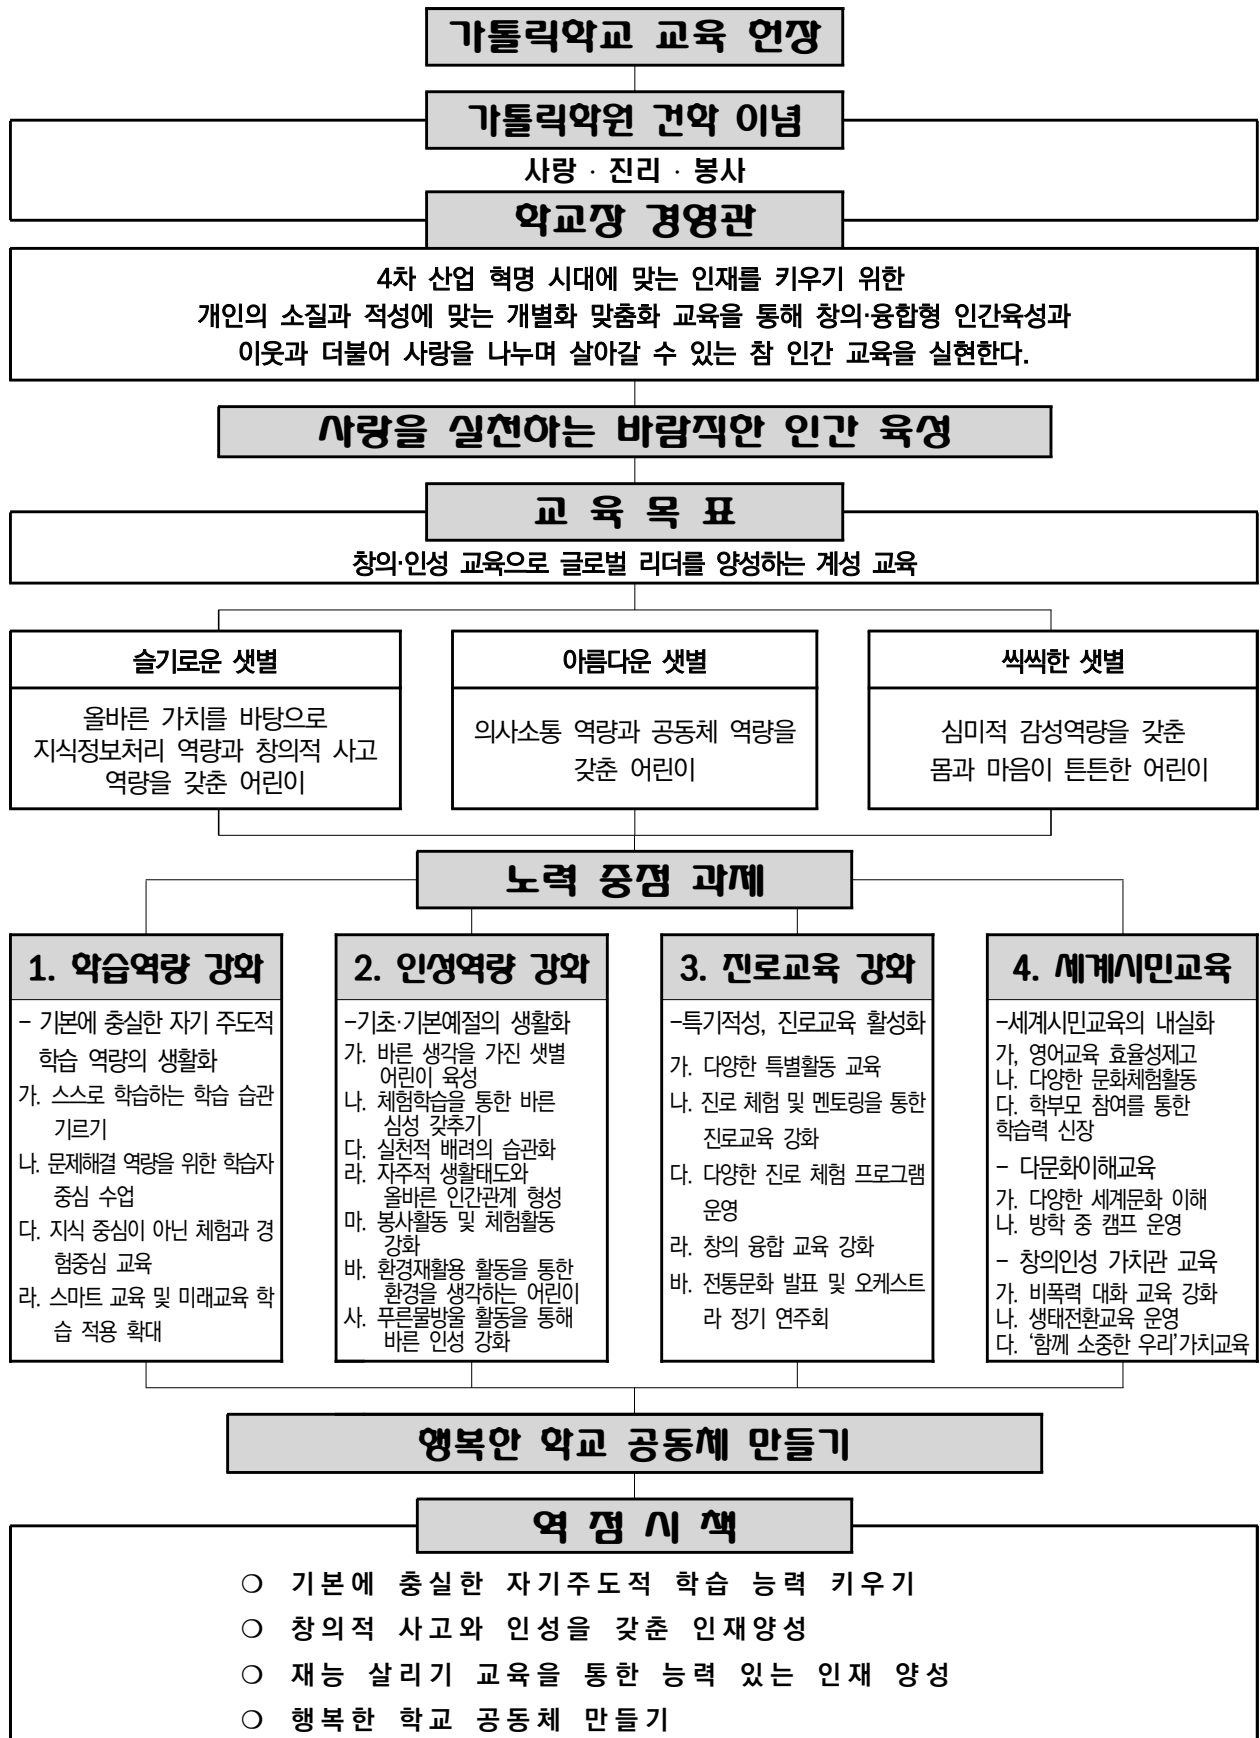 가톨릭학교 교육 헌장
가톨릭학원 건학 이념
사랑 · 진리 · 봉사
학교장 경영관
4차 산업 혁명 시대에 맞는 인재를 키우기 위한
개인의 소질과 적성에 맞는 개별화 맞춤화 교육을 통해 창의·융합형 인간육성과
이웃과 더불어 사랑을 나누며 살아갈 수 있는 참 인간 교육을 실현한다.
사랑을 실천하는 바람직한 인간 육성
교 육 목 표
창의·인성 교육으로 글로벌 리더를 양성하는 계성 교육
슬기로운 샛별
올바른 가치를 바탕으로
지식정보처리 역량과 창의적 사고
역량을 갖춘 어린이
아름다운 샛별
의사소통 역량과 공동체 역량을
갖춘 어린이
씩씩한 샛별
심미적 감성역량을 갖춘
몸과 마음이 튼튼한 어린이
노력 중점 과제
1. 학습역량 강화
- 기본에 충실한 자기 주도적
학습 역량의 생활화
가. 스스로 학습하는 학습 습관
기르기
나. 문제해결 역량을 위한 학습자
중심 수업
다. 지식 중심이 아닌 체험과 경
험중심 교육
라. 스마트 교육 및 미래교육 학
습 적용 확대
2. 인성역량 강화
-기초·기본예절의 생활화
가. 바른 생각을 가진 샛별
어린이 육성
나. 체험학습을 통한 바른
심성 갖추기
다. 실천적 배려의 습관화
라. 자주적 생활태도와
올바른 인간관계 형성
마. 봉사활동 및 체험활동
강화
바. 환경재활용 활동을 통한
환경을 생각하는 어린이
사. 푸른물방울 활동을 통해
바른 인성 강화
3. 진로교육 강화
-특기적성, 진로교육 활성화
가. 다양한 특별활동 교육
나. 진로 체험 및 멘토링을 통한
진로교육 강화
다. 다양한 진로 체험 프로그램
운영
라. 창의 융합 교육 강화
바. 전통문화 발표 및 오케스트
라 정기 연주회
4. 세계시민교육
-세계시민교육의 내실화
가, 영어교육 효율성제고
나. 다양한 문화체험활동
다. 학부모 참여를 통한
학습력 신장
- 다문화이해교육
가. 다양한 세계문화 이해
나. 방학 중 캠프 운영
- 창의인성 가치관 교육
가. 비폭력 대화 교육 강화
나. 생태전환교육 운영
다. '함께 소중한 우리'가치교육
행복한 학교 공동체 만들기
역 점 시 책
❍ 기본에 충실한 자기주도적 학습 능력 키우기
❍ 창의적 사고와 인성을 갖춘 인재양성
❍ 재능 살리기 교육을 통한 능력 있는 인재 양성
❍ 행복한 학교 공동체 만들기